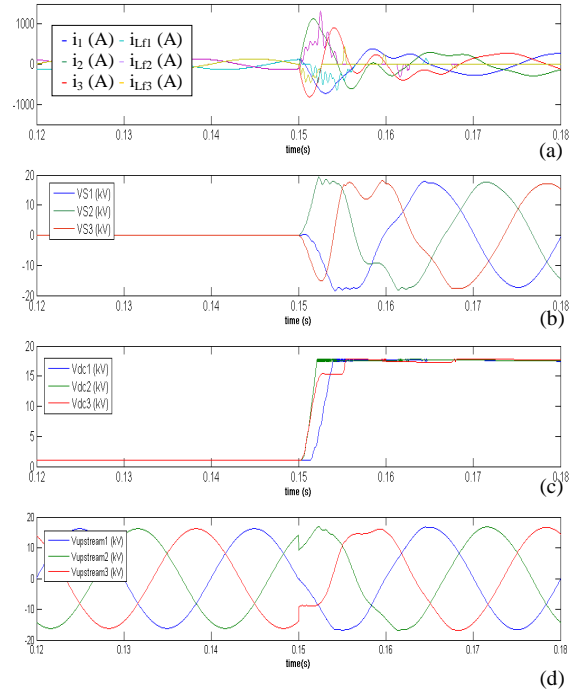 1000
0
-1000
i1 (A) iLf1 (A)
i2 (A) iLf2 (A)
i3 (A) iLf3 (A)
0.12 0.13 0.14 0.15 0.16 0.17 0.18
time(s)
(a)
20
10
0
10
20
VS1 (kV)
VS2 (kV)
VS3 (kV)
0.12 0.13 0.14 0.15 0.16 0.17 0.18
time (s)
(b)
20
15
10
5
0
Vdc1 (kV)
Vdc2 (kV)
Vdc3 (kV)
0.12 0.13 0.14 0.15 0.16 0.17 0.18
time (s)
(c)
20
10
0
-10
-20
Vupstream1 (kV)
Vupstream2 (kV)
Vupstream3 (kV)
0.12 0.13 0.14 0.15 0.16 0.17 0.18
time(s)
(d)